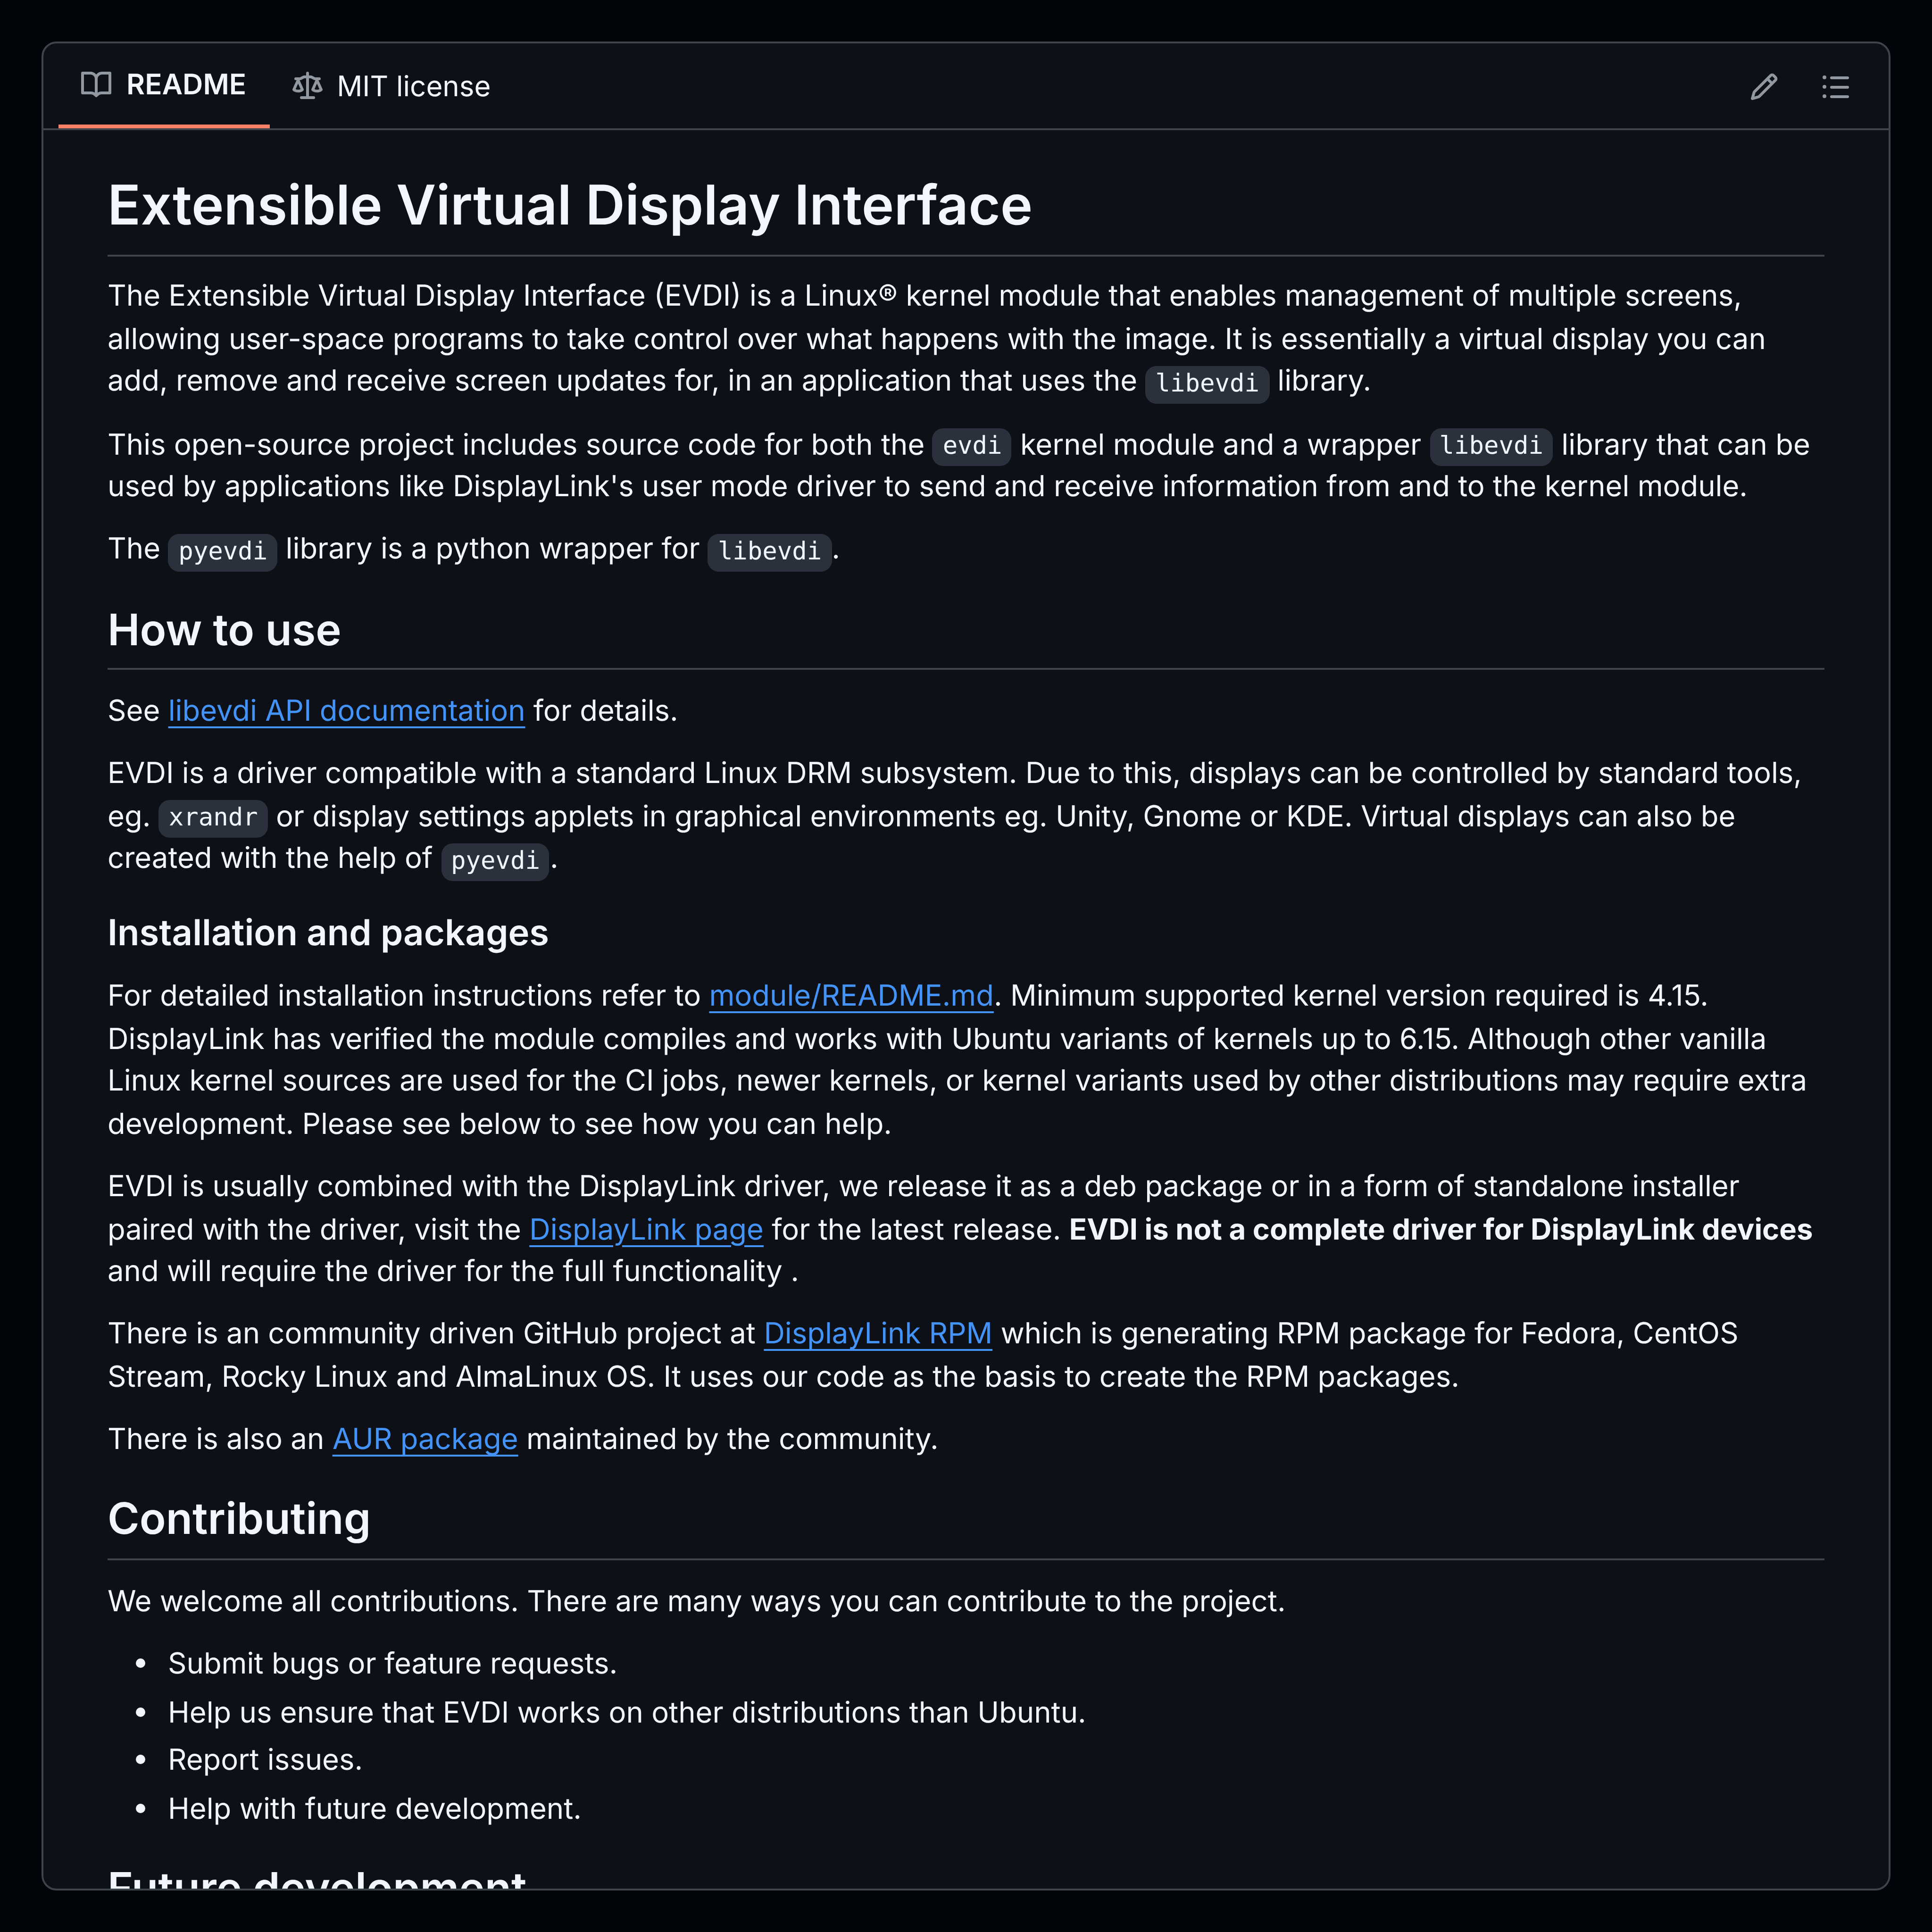 README
MIT license
Extensible Virtual Display Interface
The Extensible Virtual Display Interface (EVDI) is a Linux® kernel module that enables management of multiple screens,
allowing user-space programs to take control over what happens with the image. It is essentially a virtual display you can
add, remove and receive screen updates for, in an application that uses the libevdi library.
This open-source project includes source code for both the evdi kernel module and a wrapper libevdi library that can be
used by applications like DisplayLink's user mode driver to send and receive information from and to the kernel module.
The pyevdi library is a python wrapper for libevdi.
How to use
See libevdi API documentation for details.
EVDI is a driver compatible with a standard Linux DRM subsystem. Due to this, displays can be controlled by standard tools,
eg. xrandr or display settings applets in graphical environments eg. Unity, Gnome or KDE. Virtual displays can also be
created with the help of pyevdi.
Installation and packages
For detailed installation instructions refer to module/README.md. Minimum supported kernel version required is 4.15.
DisplayLink has verified the module compiles and works with Ubuntu variants of kernels up to 6.15. Although other vanilla
Linux kernel sources are used for the CI jobs, newer kernels, or kernel variants used by other distributions may require extra
development. Please see below to see how you can help.
EVDI is usually combined with the DisplayLink driver, we release it as a deb package or in a form of standalone installer
paired with the driver, visit the DisplayLink page for the latest release. EVDI is not a complete driver for DisplayLink devices
and will require the driver for the full functionality .
There is an community driven GitHub project at DisplayLink RPM which is generating RPM package for Fedora, CentOS
Stream, Rocky Linux and AlmaLinux OS. It uses our code as the basis to create the RPM packages.
There is also an AUR package maintained by the community.
Contributing
We welcome all contributions. There are many ways you can contribute to the project.
• Submit bugs or feature requests.
• Help us ensure that EVDI works on other distributions than Ubuntu.
• Report issues.
• Help with future development.
Future development